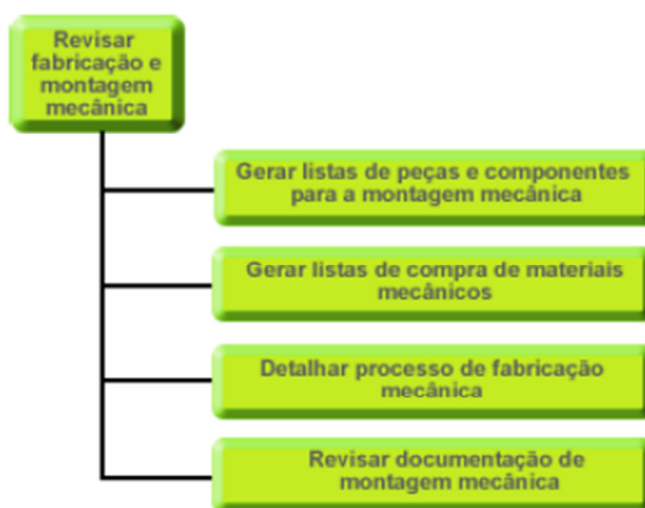 Revisar
fabricação e
montagem
mecânica
Gerar listas de peças e componentes
para a montagem mecânica
Gerar listas de compra de materiais
mecânicos
Detalhar processo de fabricação
mecânica
Revisar documentação de
montagem mecânica